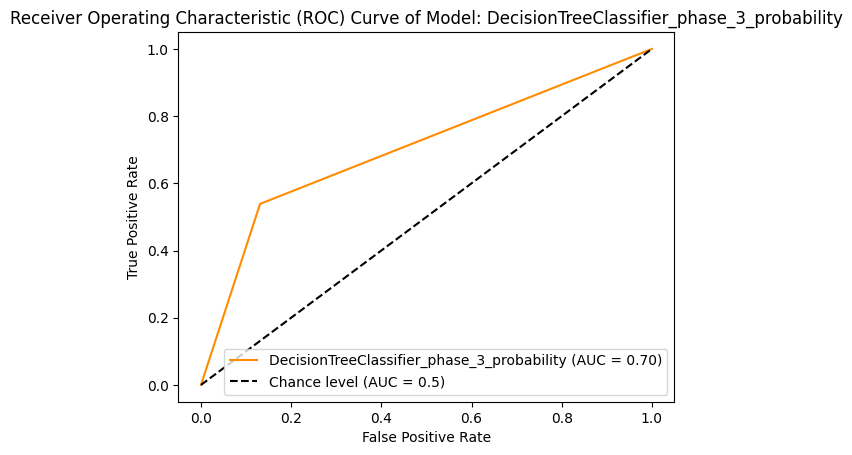 Receiver Operating Characteristic (ROC) Curve of Model: DecisionTreeClassifier_phase_3_probability
1.0
0.8
0.6
0.4
0.2
0.0
True Positive Rate
DecisionTreeClassifier_phase_3_probability (AUC = 0.70)
Chance level (AUC = 0.5)
0.0 0.2 0.4 0.6 0.8 1.0
False Positive Rate